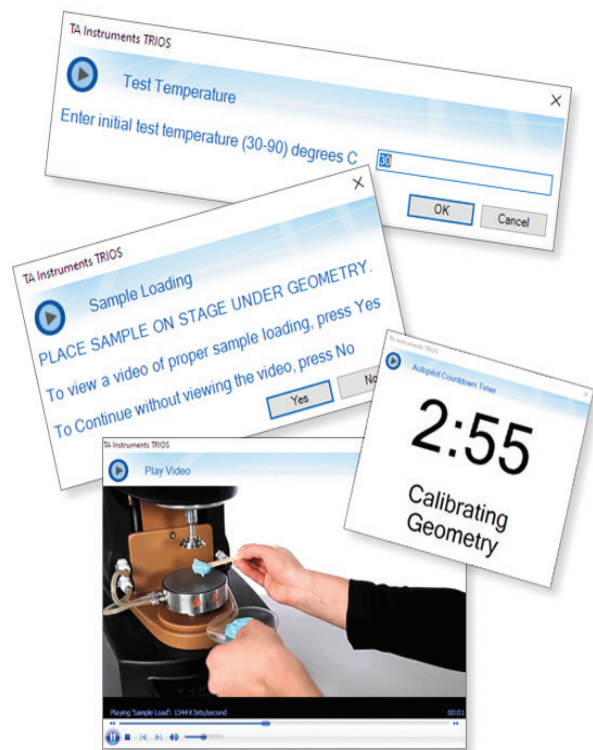 TA Instruments TRIOS
Test Temperature
Enter initial test temperature (30-90) degrees C 30
OK Cancel
TA Instruments TRIOS
Sample Loading
PLACE SAMPLE ON STAGE UNDER GEOMETRY.
To view a video of proper sample loading, press Yes
To Continue without viewing the video, press No
Yes No
TA Instruments TRIOS
Autopilot Countdown Timer
2:55
Calibrating
Geometry
TA Instruments TRIOS
Play Video
Playing 'Sample Load': 1344 K bits/second 00:01